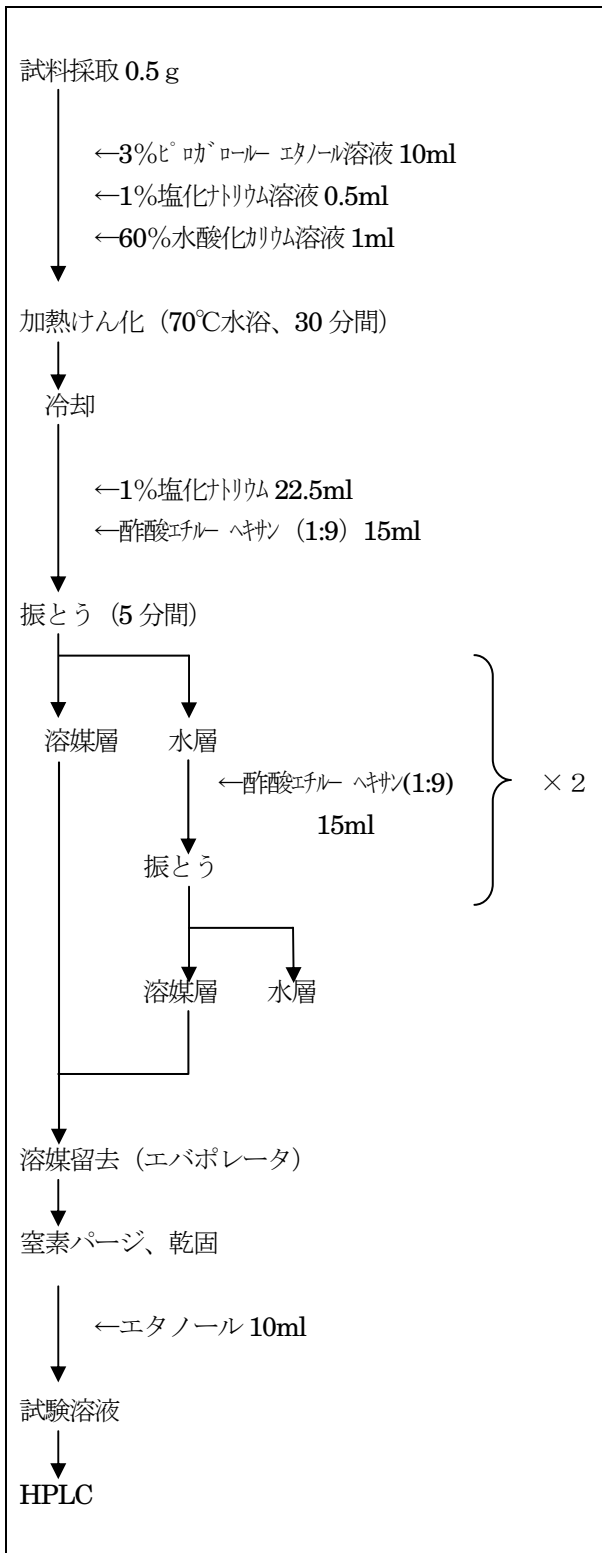 試料採取 0.5 g
←3%ピロガロールー エタノール溶液 10ml
←1%塩化ナトリウム溶液 0.5ml
←60%水酸化カリウム溶液 1ml
加熱けん化（70℃水浴、30 分間）
冷却
←1%塩化ナトリウム 22.5ml
←酢酸エチルー ヘキサン（1:9）15ml
振とう（5 分間）
溶媒層 水層
←酢酸エチルー ヘキサン(1:9)
15ml
×２
振とう
溶媒層 水層
溶媒留去（エバポレータ）
窒素パージ、乾固
←エタノール 10ml
試験溶液
HPLC